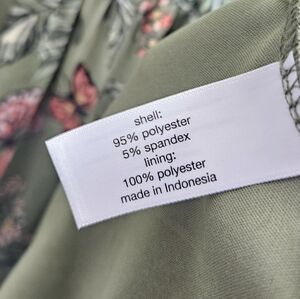 shell:
95% polyester
5% spandex
lining:
100% polyester
made in Indonesia